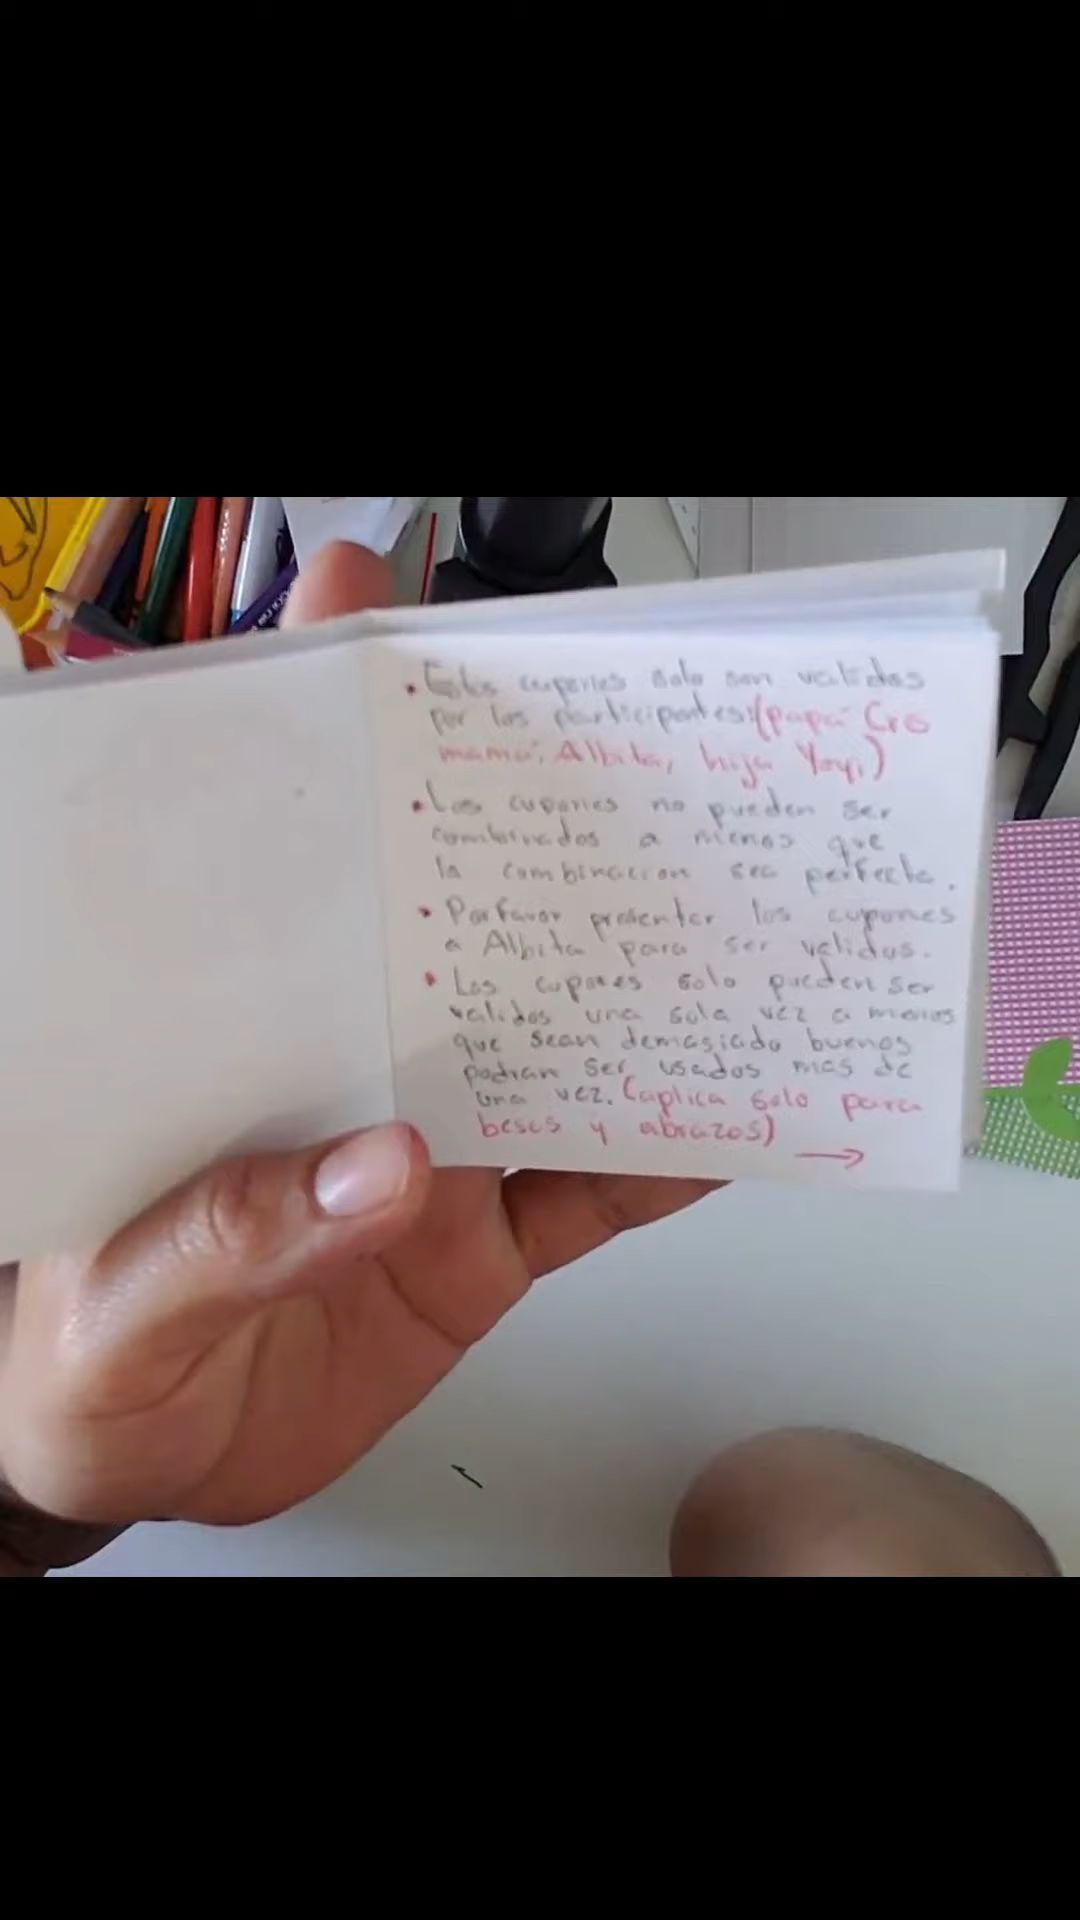 • Estos cupones solo son validos
por los participantes:(papá: Cris
mamá: Albita, hija Yoyi)
• Los cupones no pueden ser
combinados a menos que
la combinacion sea perfecta.
• Porfavor presentar los cupones
a Albita para ser validos.
• Los cupones solo pueden ser
validos una sola vez a menos
que sean demasiado buenos
podran ser usados mas de
una vez. (aplica solo para
besos y abrazos)